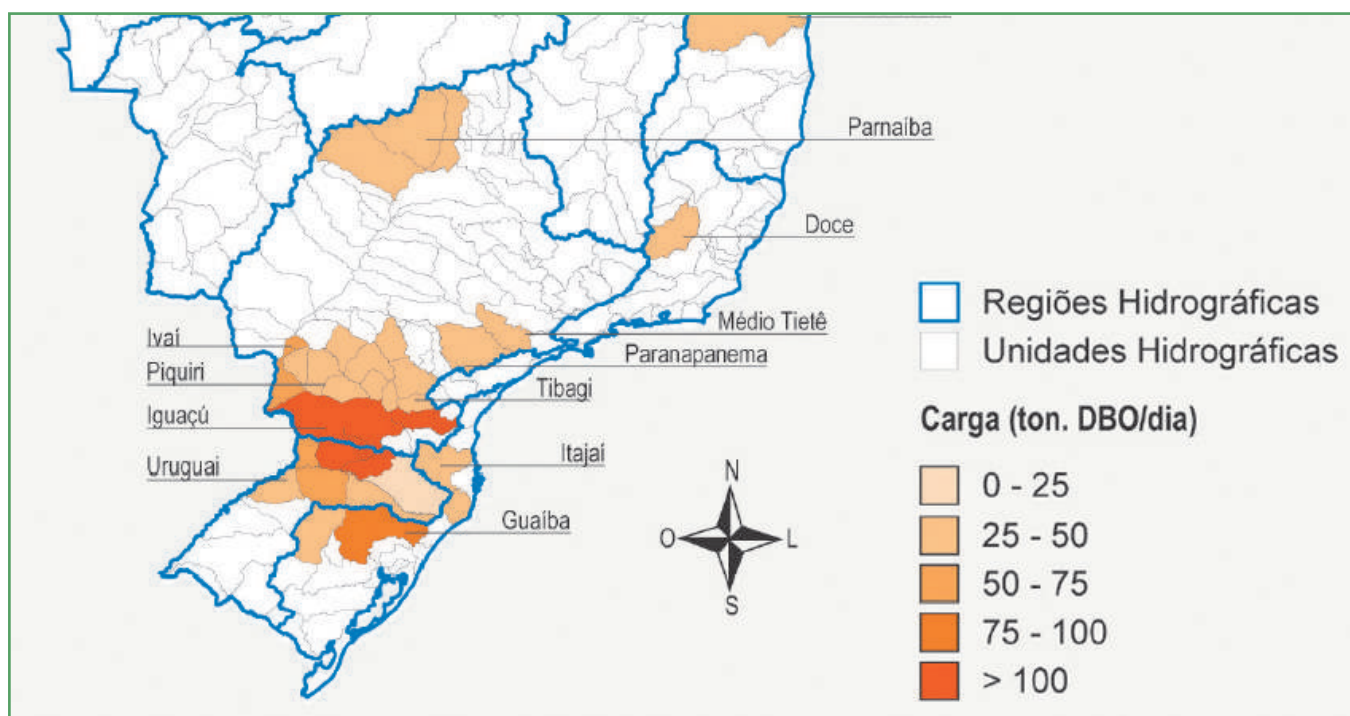 Parnaíba
Doce
Médio Tietê
Paranapanema
Ivaí
Piquiri
Tibagi
Iguaçú
Itajaí
Uruguai
Guaíba
N
O
L
S
Regiões Hidrográficas
Unidades Hidrográficas
Carga (ton. DBO/dia)
0 - 25
25 - 50
50 - 75
75 - 100
> 100